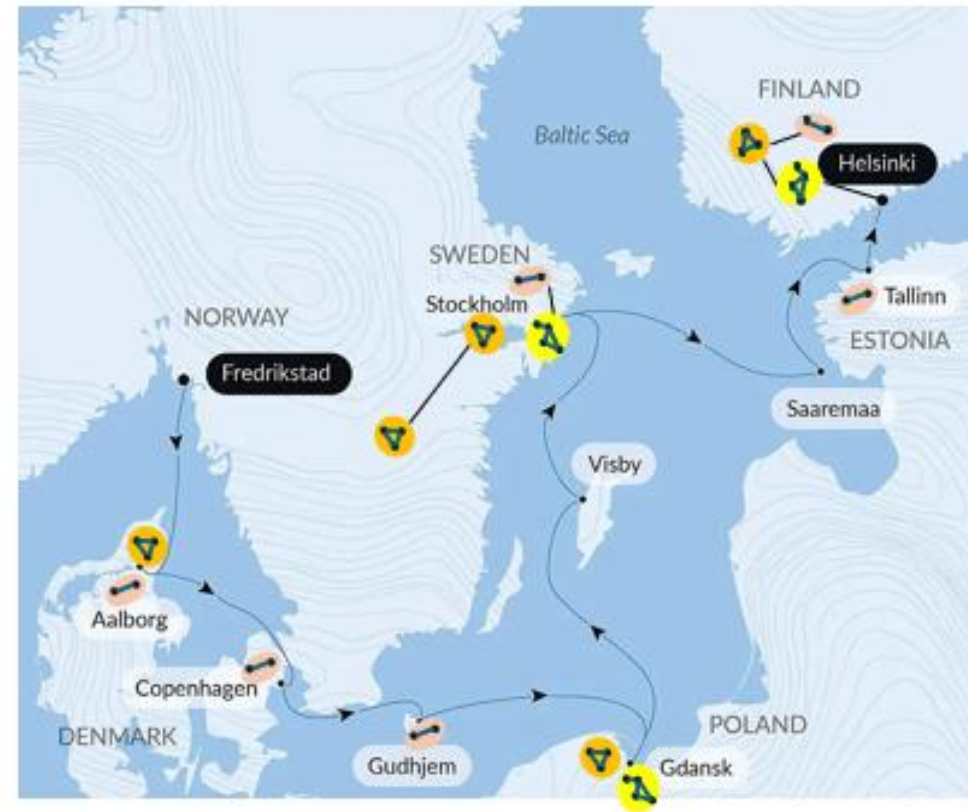 FINLAND
Baltic Sea
Helsinki
SWEDEN
Stockholm
NORWAY
Tallinn
ESTONIA
Fredrikstad
Saaremaa
Visby
Aalborg
Copenhagen
DENMARK
POLAND
Gudhjem
Gdansk